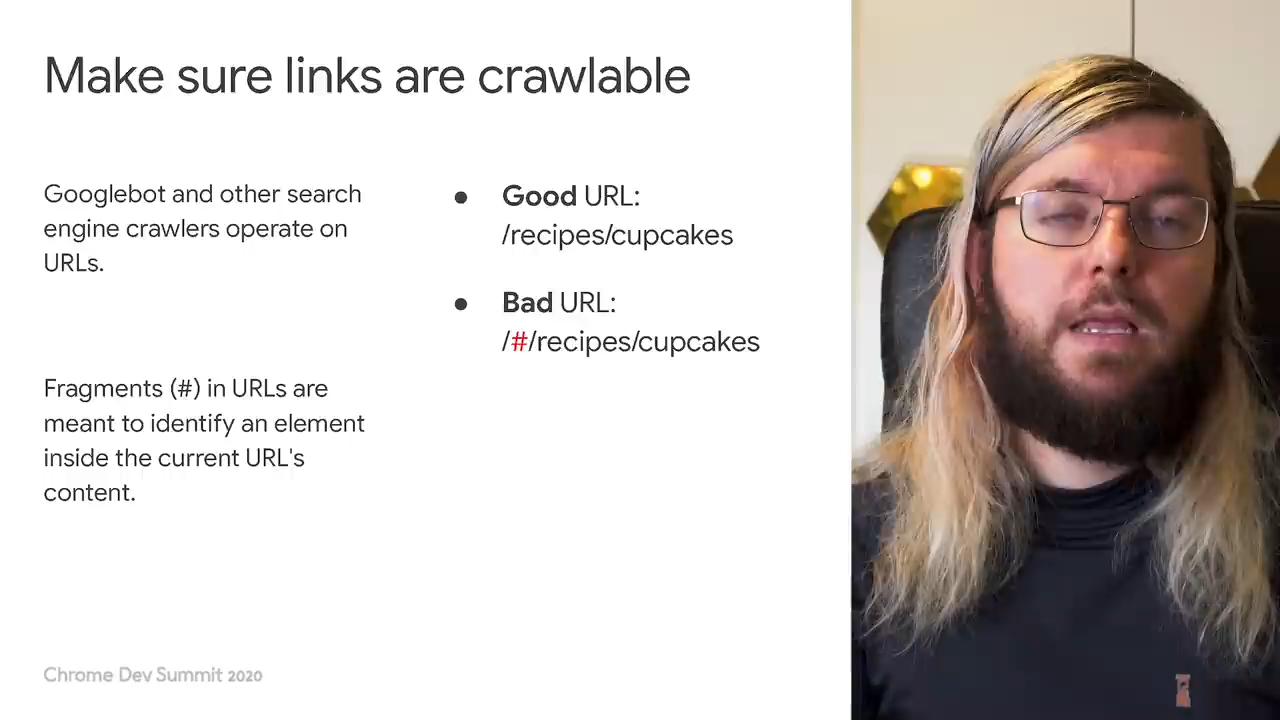 Make sure links are crawlable
Googlebot and other search
engine crawlers operate on
URLs.
Fragments (#) in URLs are
meant to identify an element
inside the current URL's
content.
● Good URL:
/recipes/cupcakes
● Bad URL:
/#/recipes/cupcakes
Chrome Dev Summit 2020